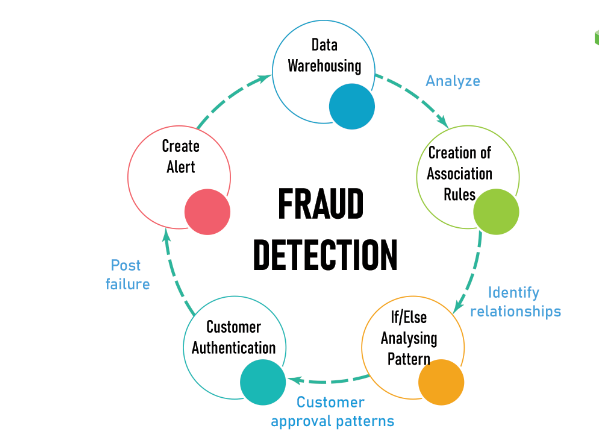 Data
Warehousing
Analyze
Creation of
Association
Rules
Identify
relationships
If/Else
Analysing
Pattern
Customer
approval patterns
Customer
Authentication
Post
failure
Create
Alert
FRAUD
DETECTION